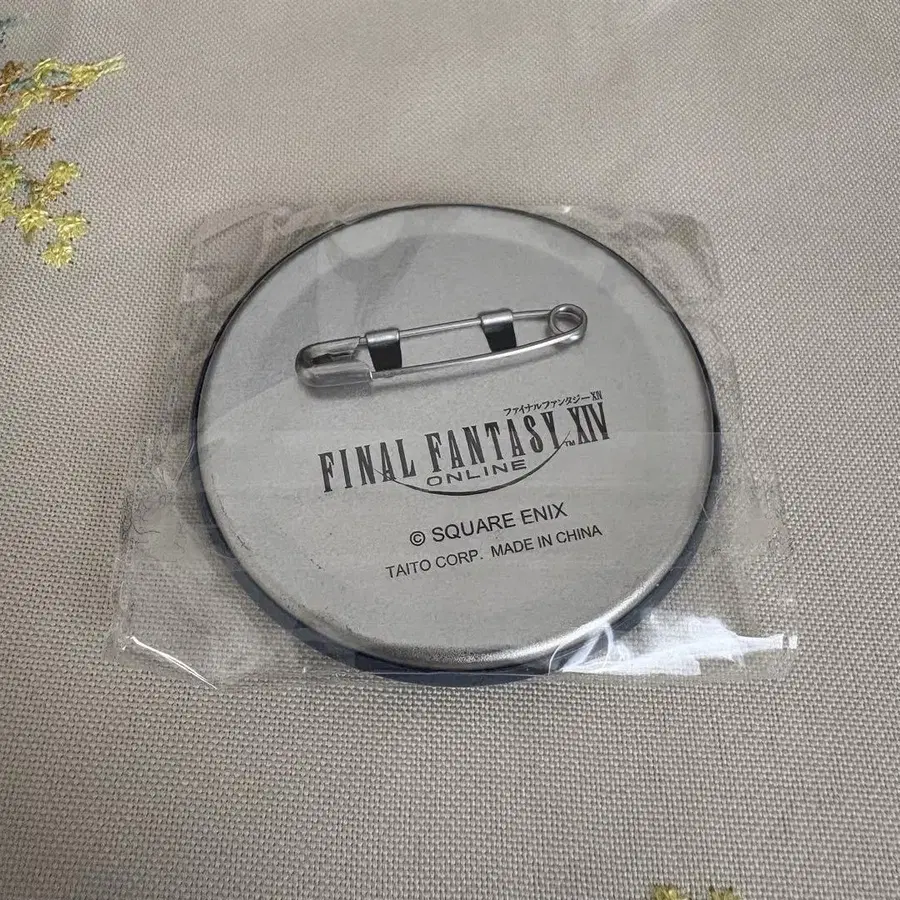 ファイナルファンタジーXIV
FINAL FANTASY™ XIV
ONLINE
© SQUARE ENIX
TAITO CORP. MADE IN CHINA